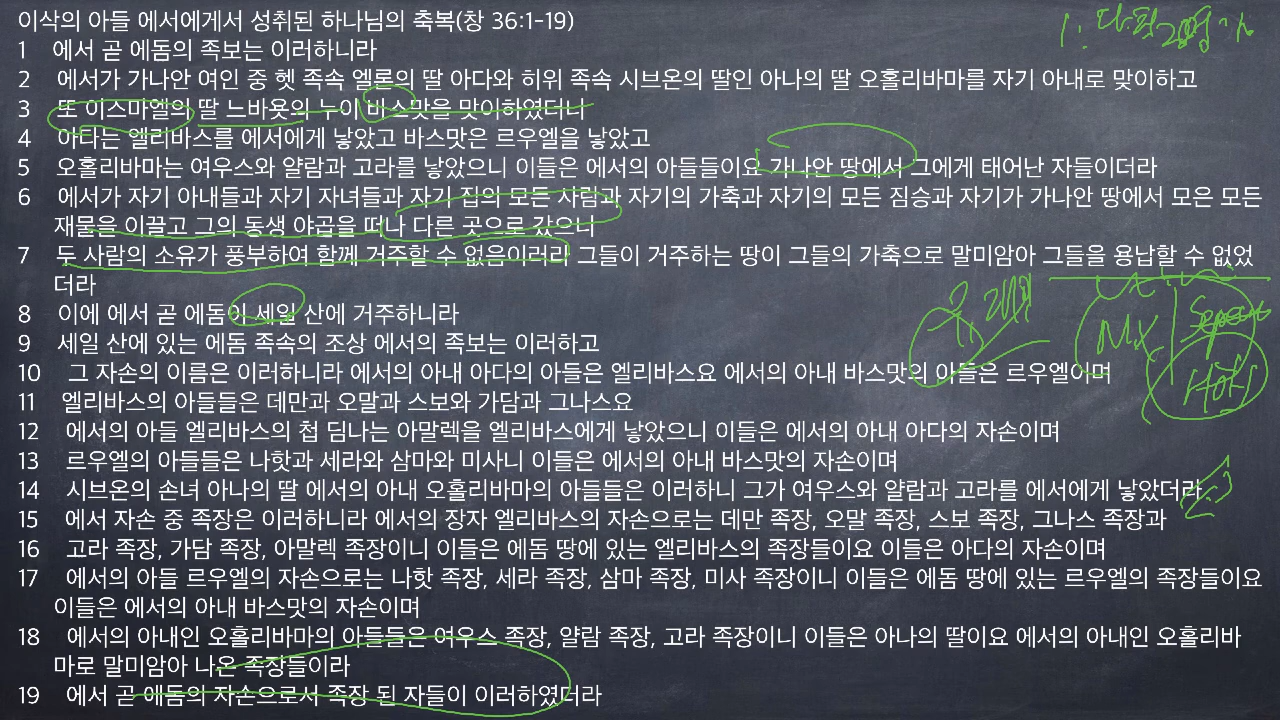 이삭의 아들 에서에게서 성취된 하나님의 축복(창 36:1-19)
1 에서 곧 에돔의 족보는 이러하니라
2 에서가 가나안 여인 중 헷 족속 엘론의 딸 아다와 히위 족속 시브온의 딸인 아나의 딸 오홀리바마를 자기 아내로 맞이하고
3 또 이스마엘의 딸 느바욧의 누이 바스맛을 맞이하였더니
4 아다는 엘리바스를 에서에게 낳았고 바스맛은 르우엘을 낳았고
5 오홀리바마는 여우스와 얄람과 고라를 낳았으니 이들은 에서의 아들들이요 가나안 땅에서 그에게 태어난 자들이더라
6 에서가 자기 아내들과 자기 자녀들과 자기 집의 모든 사람과 자기의 가축과 자기의 모든 짐승과 자기가 가나안 땅에서 모은 모든
재물을 이끌고 그의 동생 야곱을 떠나 다른 곳으로 갔으니
7 두 사람의 소유가 풍부하여 함께 거주할 수 없음이러라 그들이 거주하는 땅이 그들의 가축으로 말미암아 그들을 용납할 수 없었
더라
8 이에 에서 곧 에돔이 세일 산에 거주하니라
9 세일 산에 있는 에돔 족속의 조상 에서의 족보는 이러하고
10 그 자손의 이름은 이러하니라 에서의 아내 아다의 아들은 엘리바스요 에서의 아내 바스맛의 아들은 르우엘이며
11 엘리바스의 아들들은 데만과 오말과 스보와 가담과 그나스요
12 에서의 아들 엘리바스의 첩 딤나는 아말렉을 엘리바스에게 낳았으니 이들은 에서의 아내 아다의 자손이며
13 르우엘의 아들들은 나핫과 세라와 삼마와 미사니 이들은 에서의 아내 바스맛의 자손이며
14 시브온의 손녀 아나의 딸 에서의 아내 오홀리바마의 아들들은 이러하니 그가 여우스와 얄람과 고라를 에서에게 낳았더라
15 에서 자손 중 족장은 이러하니라 에서의 장자 엘리바스의 자손으로는 데만 족장, 오말 족장, 스보 족장, 그나스 족장과
16 고라 족장, 가담 족장, 아말렉 족장이니 이들은 에돔 땅에 있는 엘리바스의 족장들이요 이들은 아다의 자손이며
17 에서의 아들 르우엘의 자손으로는 나핫 족장, 세라 족장, 삼마 족장, 미사 족장이니 이들은 에돔 땅에 있는 르우엘의 족장들이요
이들은 에서의 아내 바스맛의 자손이며
18 에서의 아내인 오홀리바마의 아들들은 여우스 족장, 얄람 족장, 고라 족장이니 이들은 아나의 딸이요 에서의 아내인 오홀리바
마로 말미암아 나온 족장들이라
19 에서 곧 에돔의 자손으로서 족장 된 자들이 이러하였더라